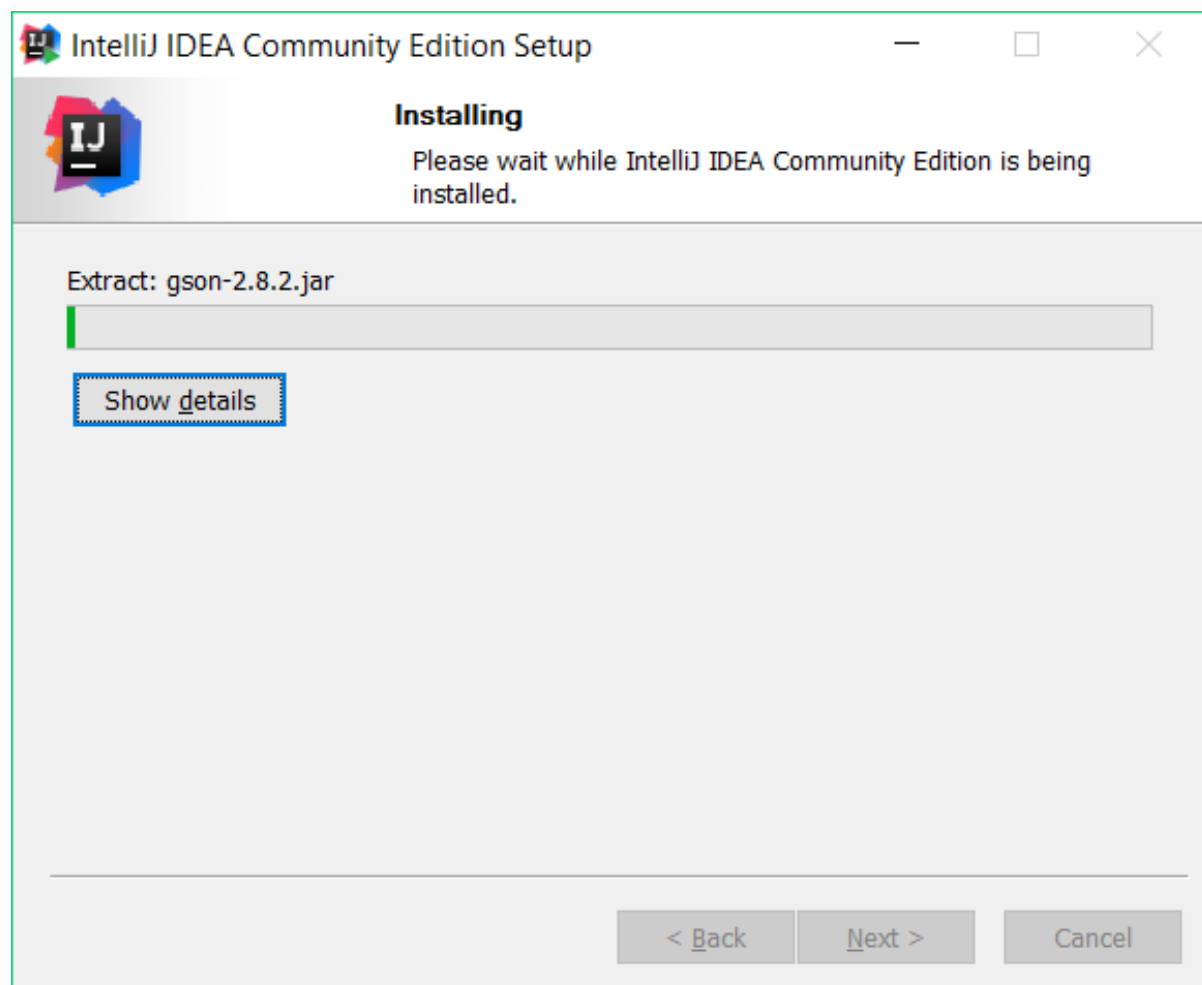 IntelliJ IDEA Community Edition Setup
IJ
Installing
Please wait while IntelliJ IDEA Community Edition is being
installed.
Extract: gson-2.8.2.jar
Show details
< Back
Next >
Cancel